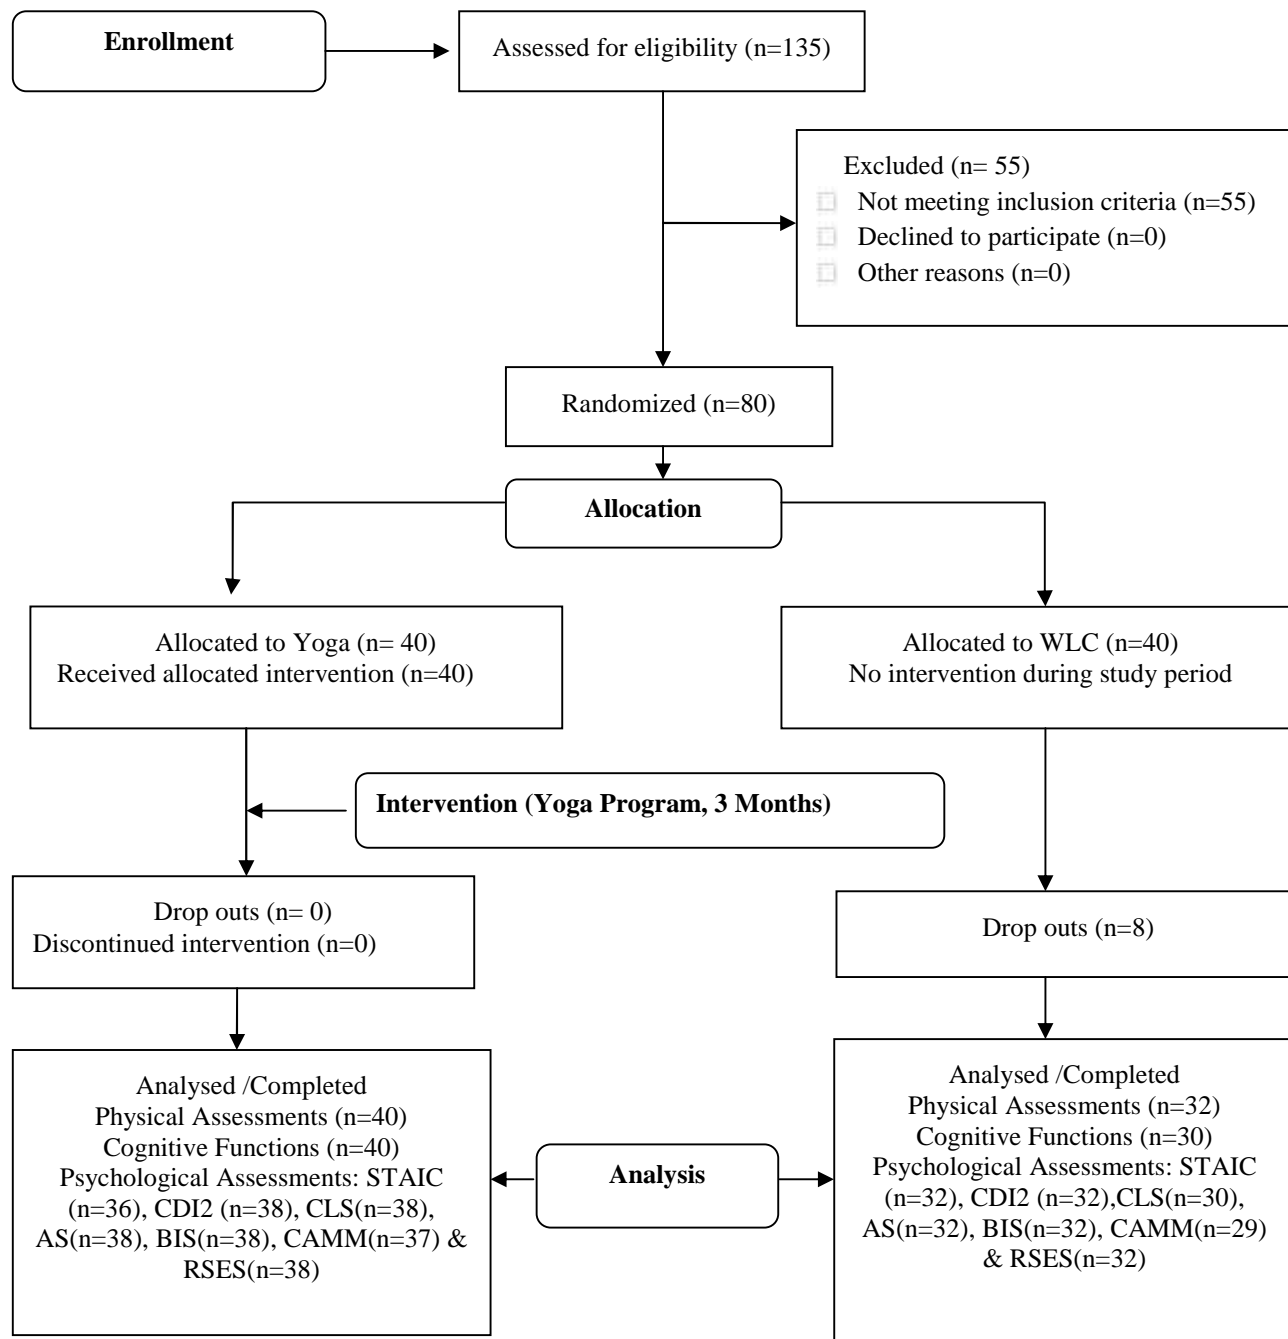 Enrollment
Assessed for eligibility (n=135)
Excluded (n= 55)
Not meeting inclusion criteria (n=55)
Declined to participate (n=0)
Other reasons (n=0)
Randomized (n=80)
Allocation
Allocated to Yoga (n= 40)
Received allocated intervention (n=40)
Allocated to WLC (n=40)
No intervention during study period
Intervention (Yoga Program, 3 Months)
Drop outs (n= 0)
Discontinued intervention (n=0)
Drop outs (n=8)
Analysed /Completed
Physical Assessments (n=40)
Cognitive Functions (n=40)
Psychological Assessments: STAIC
(n=36), CDI2 (n=38), CLS(n=38),
AS(n=38), BIS(n=38), CAMM(n=37) &
RSES(n=38)
Analysis
Analysed /Completed
Physical Assessments (n=32)
Cognitive Functions (n=30)
Psychological Assessments: STAIC
(n=32), CDI2 (n=32),CLS(n=30),
AS(n=32), BIS(n=32), CAMM(n=29)
& RSES(n=32)